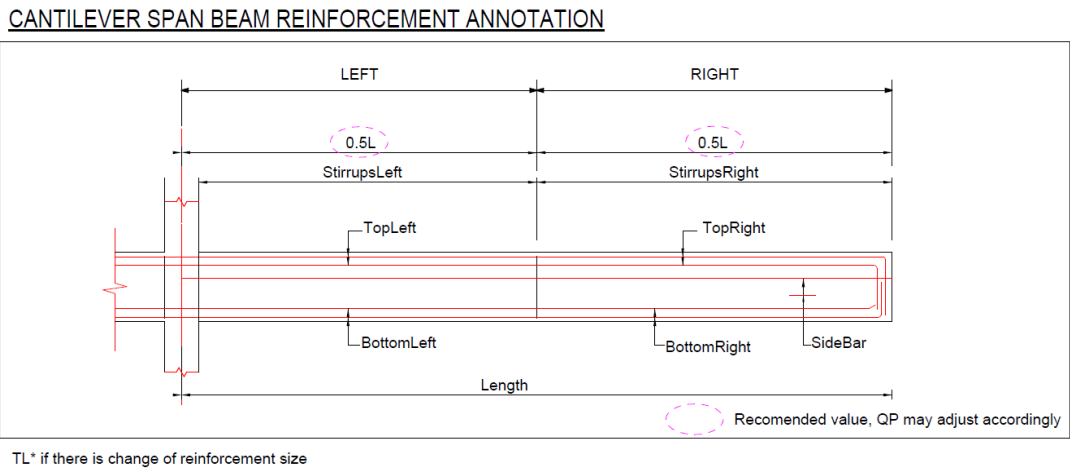 CANTILEVER SPAN BEAM REINFORCEMENT ANNOTATION
LEFT
RIGHT
0.5L
0.5L
StirrupsLeft
StirrupsRight
TopLeft
TopRight
BottomLeft
BottomRight
SideBar
Length
Recomended value, QP may adjust accordingly
TL* if there is change of reinforcement size